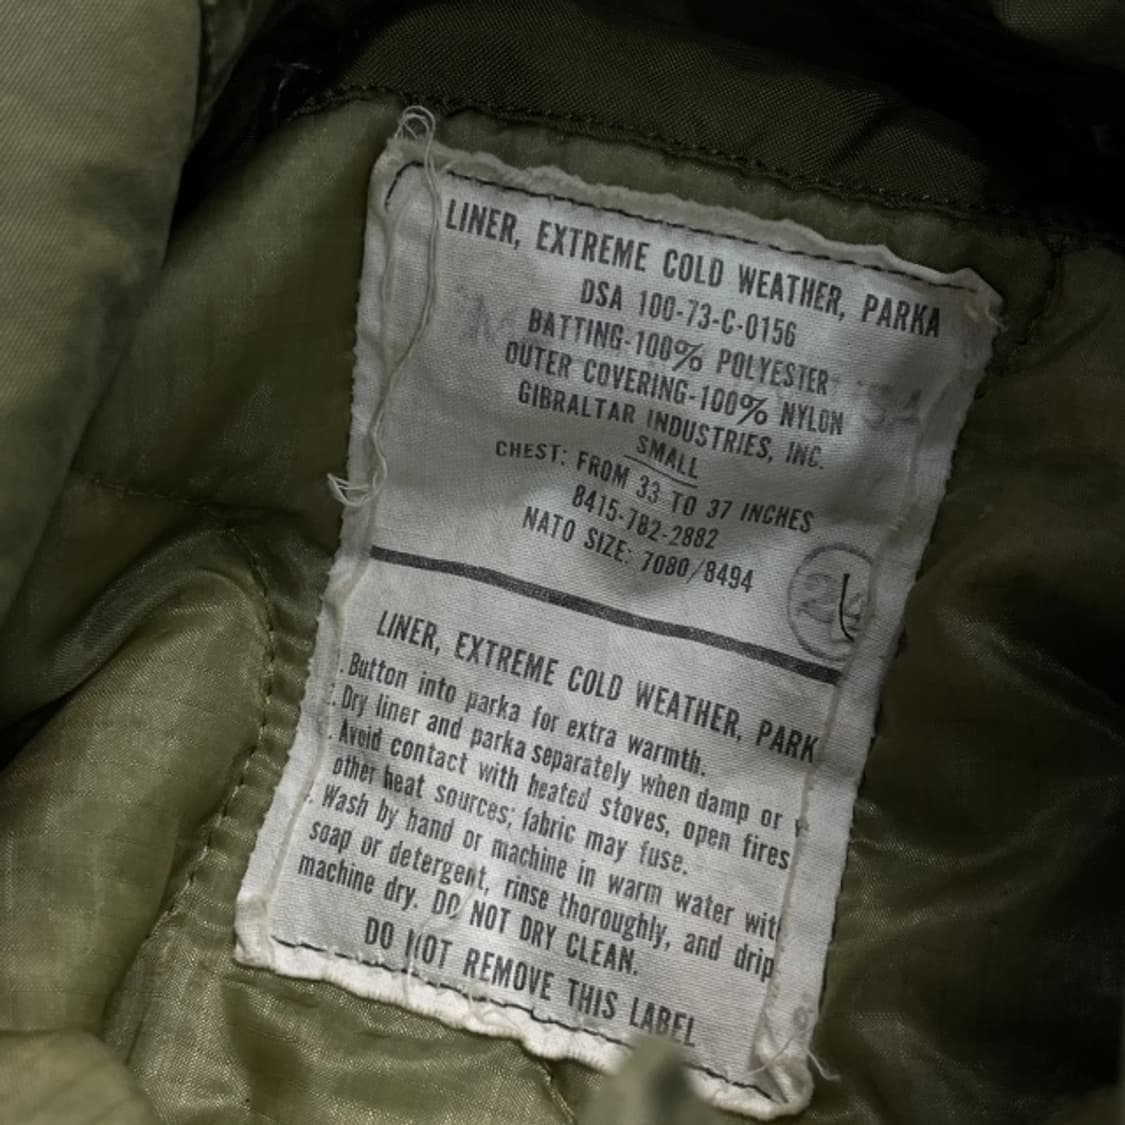 LINER, EXTREME COLD WEATHER, PARKA
DSA 100-73-C-0156
BATTING-100% POLYESTER
OUTER COVERING-100% NYLON
GIBRALTAR INDUSTRIES, INC.
SMALL
CHEST: FROM 33 TO 37 INCHES
8415-782-2882
NATO SIZE: 7080/8494
LINER, EXTREME COLD WEATHER, PARK
. Button into parka for extra warmth.
. Dry liner and parka separately when damp or
. Avoid contact with heated stoves, open fires
other heat sources; fabric may fuse.
. Wash by hand or machine in warm water with
soap or detergent, rinse thoroughly, and drip
machine dry. DO NOT DRY CLEAN.
DO NOT REMOVE THIS LABEL